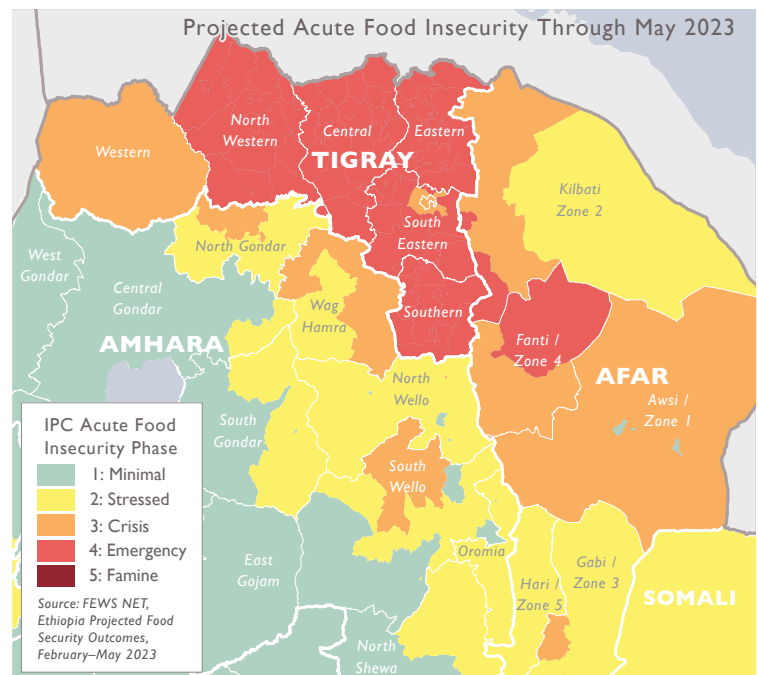 Projected Acute Food Insecurity Through May 2023
North
Western
Central
Eastern
Western
TIGRAY
Kilbati
Zone 2
South
Eastern
North Gondar
West
Gondar
Central
Gondar
Wag
Hamra
Southern
AMHARA
Fanti /
Zone 4
AFAR
North
Wello
Awsi /
Zone 1
South
Gondar
South
Wello
IPC Acute Food
Insecurity Phase
1: Minimal
2: Stressed
3: Crisis
4: Emergency
5: Famine
Source: FEWS NET,
Ethiopia Projected Food
Security Outcomes,
February–May 2023
Oromia
East
Gojam
Gabi /
Zone 3
Hari /
Zone 5
SOMALI
North
Shewa